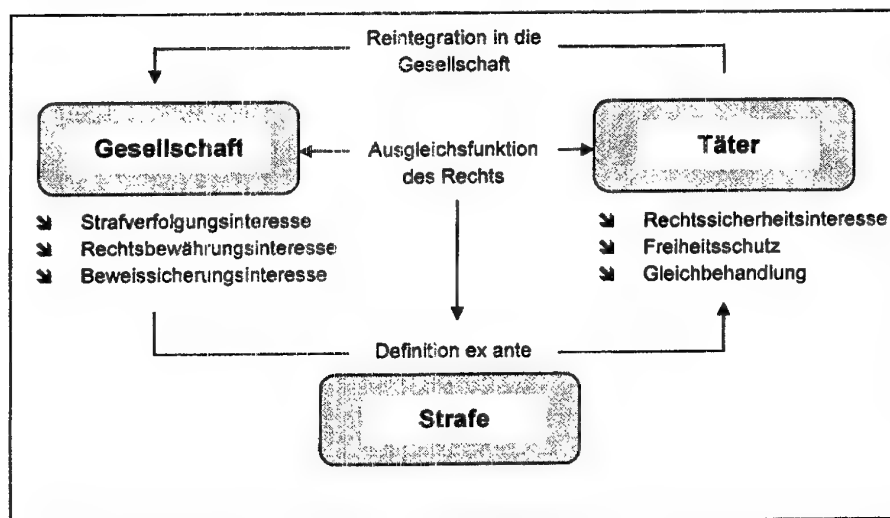 Reintegration in die
Gesellschaft
Gesellschaft
Ausgleichsfunktion
des Rechts
Täter
Strafverfolgungsinteresse
Rechtsbewährungsinteresse
Beweissicherungsinteresse
Rechtssicherheitsinteresse
Freiheitsschutz
Gleichbehandlung
Definition ex ante
Strafe